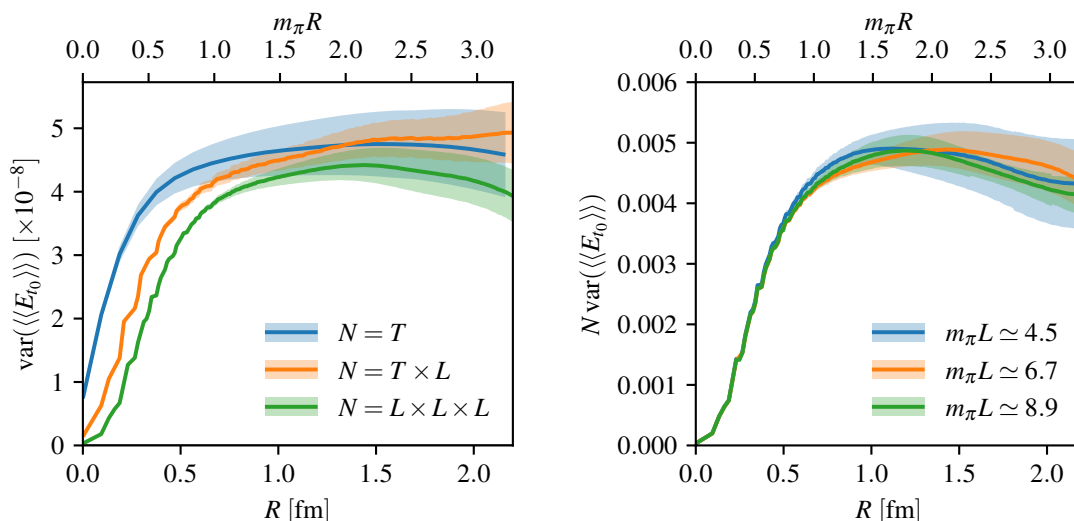 m_πR
0.0 0.5 1.0 1.5 2.0 2.5 3.0
var(⟨⟨E_{t_0}⟩⟩) [×10^{−8}]
5
4
3
2
1
0
N = T
N = T × L
N = L × L × L
0.0 0.5 1.0 1.5 2.0
R [fm]
m_πR
0.0 0.5 1.0 1.5 2.0 2.5 3.0
N var(⟨⟨E_{t_0}⟩⟩)
0.006
0.005
0.004
0.003
0.002
0.001
0.000
m_πL ≃ 4.5
m_πL ≃ 6.7
m_πL ≃ 8.9
0.0 0.5 1.0 1.5 2.0
R [fm]